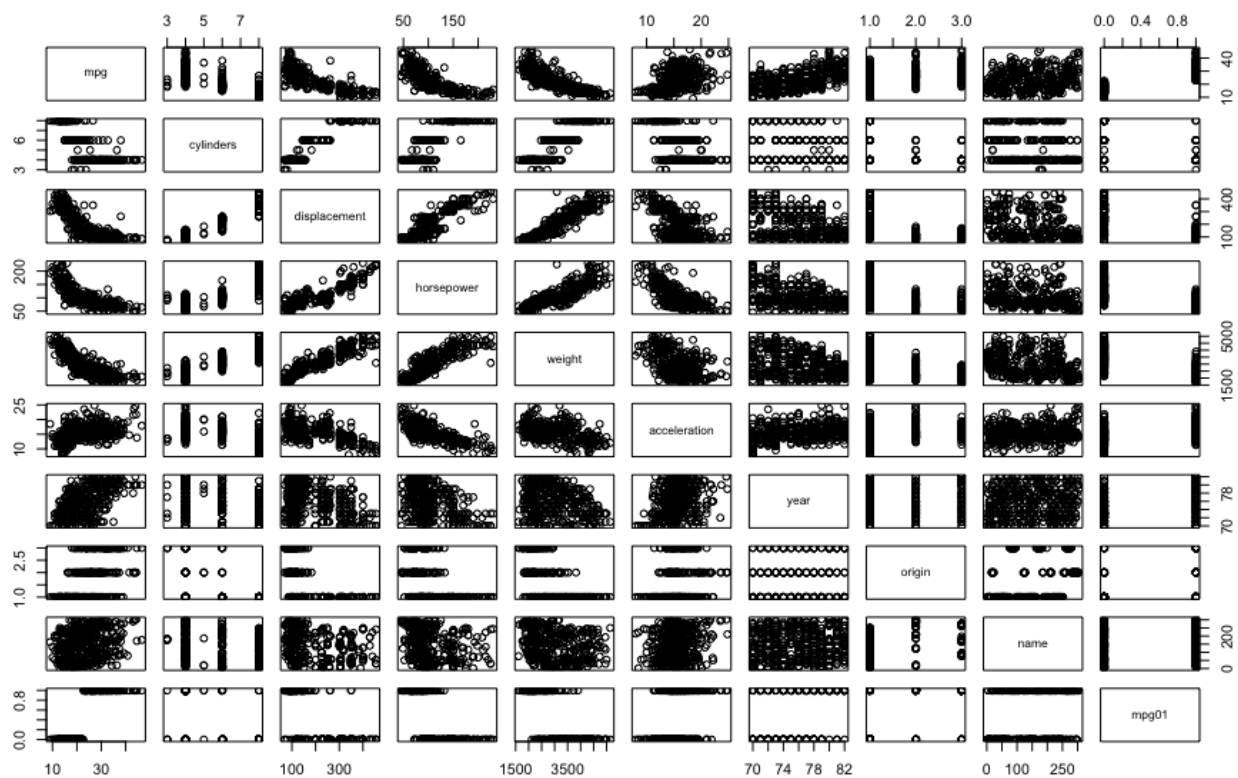 3 5 7 50 150 10 20 1.0 2.0 3.0 0.0 0.4 0.8
mpg 10 40
3 6 cylinders
displacement 100 400
50 200 horsepower
weight 1500 5000
10 25 acceleration
year 70 78
1.0 2.5 origin
name 0 200
0.0 0.8 mpg01
10 30 100 300 1500 3500 70 74 78 82 0 100 250